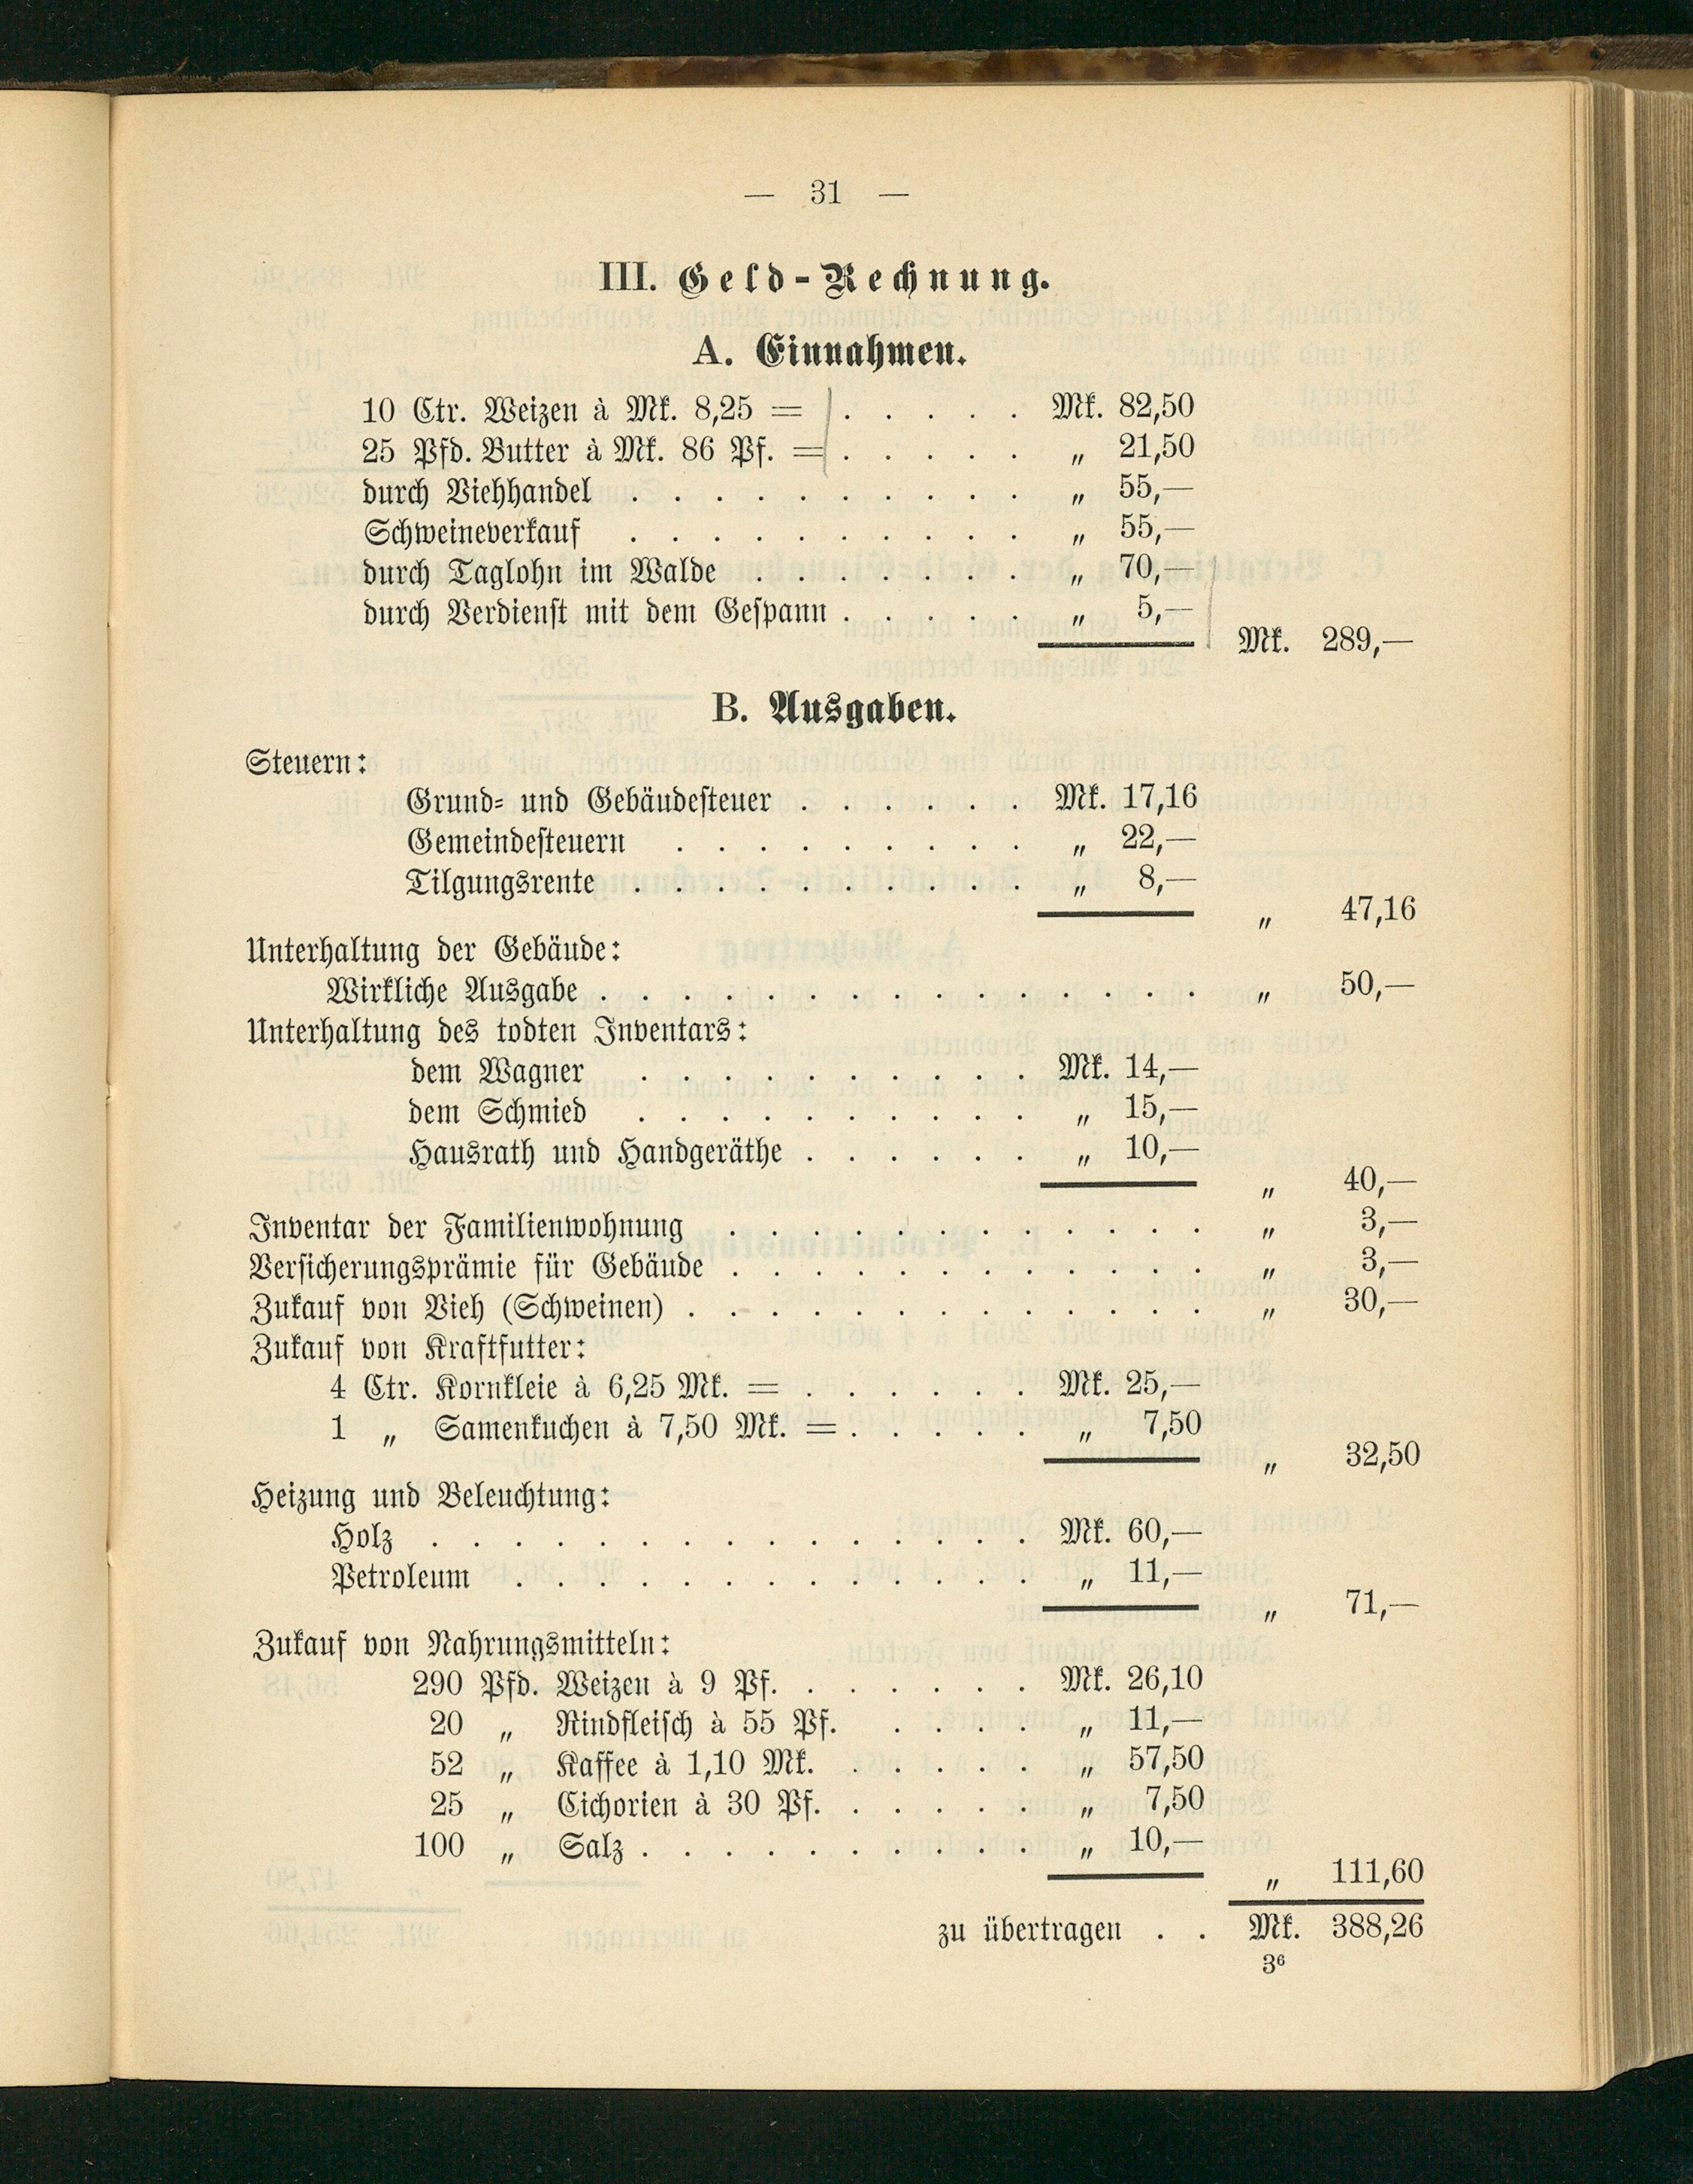 — 31 —
III. Geld-Rechnung.
A. Einnahmen.
10 Ctr. Weizen à Mk. 8,25 = . . . . . Mk. 82,50
25 Pfd. Butter à Mk. 86 Pf. = . . . . . „ 21,50
durch Viehhandel . . . . . . . . . . „ 55,—
Schweineverkauf . . . . . . . . . . „ 55,—
durch Taglohn im Walde . . . . . . . „ 70,—
durch Verdienst mit dem Gespann . . . . . „ 5,—
Mk. 289,—
B. Ausgaben.
Steuern:
Grund- und Gebäudesteuer . . . . . . Mk. 17,16
Gemeindesteuern . . . . . . . . . „ 22,—
Tilgungsrente . . . . . . . . . . „ 8,—
„ 47,16
Unterhaltung der Gebäude:
Wirkliche Ausgabe . . . . . . . . . . . . . . . „ 50,—
Unterhaltung des todten Inventars:
dem Wagner . . . . . . . . . . Mk. 14,—
dem Schmied . . . . . . . . . . „ 15,—
Hausrath und Handgeräthe . . . . . . „ 10,—
„ 40,—
Inventar der Familienwohnung . . . . . . . . . . . . „ 3,—
Versicherungsprämie für Gebäude . . . . . . . . . . . . „ 3,—
Zukauf von Vieh (Schweinen) . . . . . . . . . . . . . „ 30,—
Zukauf von Kraftfutter:
4 Ctr. Kornkleie à 6,25 Mk. = . . . . . . Mk. 25,—
1 „ Samenkuchen à 7,50 Mk. = . . . . . „ 7,50
„ 32,50
Heizung und Beleuchtung:
Holz . . . . . . . . . . . . . . . Mk. 60,—
Petroleum . . . . . . . . . . . . . „ 11,—
„ 71,—
Zukauf von Nahrungsmitteln:
290 Pfd. Weizen à 9 Pf. . . . . . . Mk. 26,10
20 „ Rindfleisch à 55 Pf. . . . . „ 11,—
52 „ Kaffee à 1,10 Mk. . . . . . „ 57,50
25 „ Cichorien à 30 Pf. . . . . . „ 7,50
100 „ Salz . . . . . . . . . . „ 10,—
„ 111,60
zu übertragen . . Mk. 388,26
3⁶